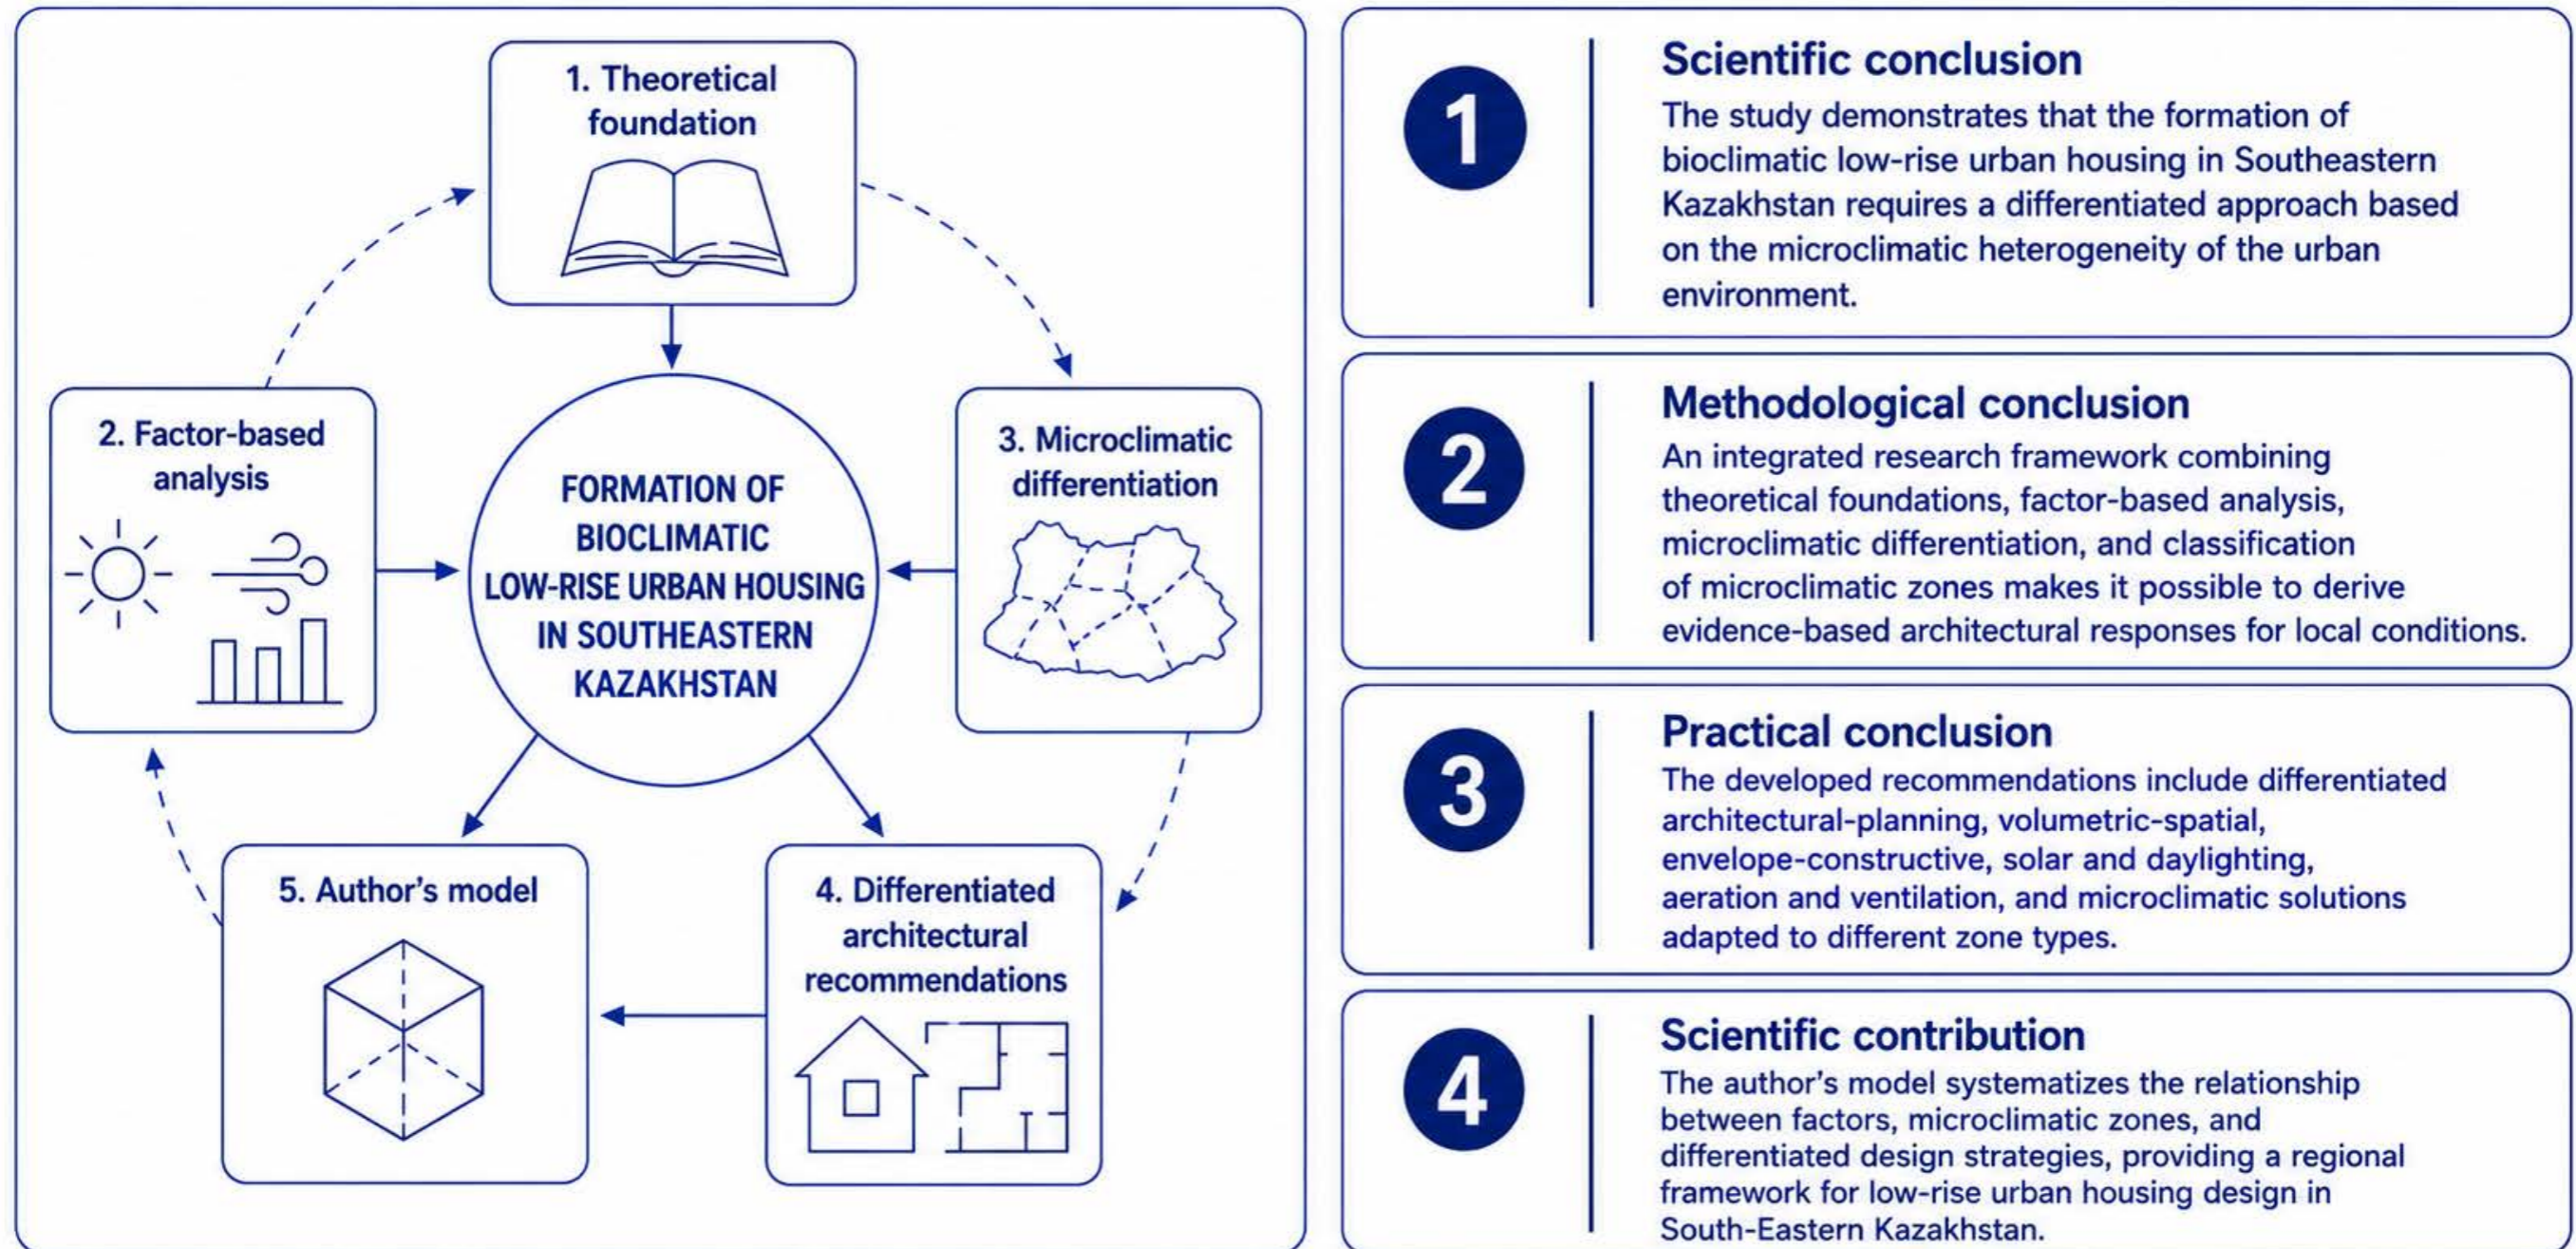 1. Theoretical
foundation
2. Factor-based
analysis
3. Microclimatic
differentiation
FORMATION OF
BIOCLIMATIC
LOW-RISE URBAN HOUSING
IN SOUTHEASTERN
KAZAKHSTAN
5. Author's model
4. Differentiated
architectural
recommendations
1
Scientific conclusion
The study demonstrates that the formation of
bioclimatic low-rise urban housing in Southeastern
Kazakhstan requires a differentiated approach based
on the microclimatic heterogeneity of the urban
environment.
2
Methodological conclusion
An integrated research framework combining
theoretical foundations, factor-based analysis,
microclimatic differentiation, and classification
of microclimatic zones makes it possible to derive
evidence-based architectural responses for local conditions.
3
Practical conclusion
The developed recommendations include differentiated
architectural-planning, volumetric-spatial,
envelope-constructive, solar and daylighting,
aeration and ventilation, and microclimatic solutions
adapted to different zone types.
4
Scientific contribution
The author's model systematizes the relationship
between factors, microclimatic zones, and
differentiated design strategies, providing a regional
framework for low-rise urban housing design in
South-Eastern Kazakhstan.